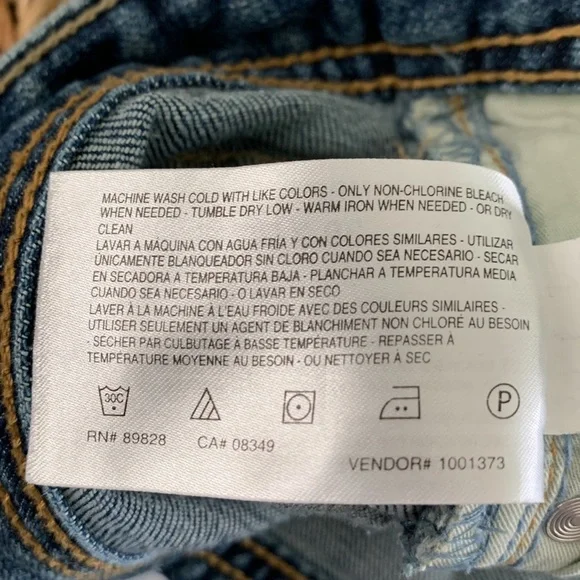 MACHINE WASH COLD WITH LIKE COLORS - ONLY NON-CHLORINE BLEACH
WHEN NEEDED - TUMBLE DRY LOW - WARM IRON WHEN NEEDED - OR DRY
CLEAN
LAVAR A MÁQUINA CON AGUA FRÍA Y CON COLORES SIMILARES - UTILIZAR
ÚNICAMENTE BLANQUEADOR SIN CLORO CUANDO SEA NECESARIO - SECAR
EN SECADORA A TEMPERATURA BAJA - PLANCHAR A TEMPERATURA MEDIA
CUANDO SEA NECESARIO - O LAVAR EN SECO
LAVER À LA MACHINE À L'EAU FROIDE AVEC DES COULEURS SIMILAIRES -
UTILISER SEULEMENT UN AGENT DE BLANCHIMENT NON CHLORÉ AU BESOIN
- SÉCHER PAR CULBUTAGE À BASSE TEMPÉRATURE - REPASSER À
TEMPÉRATURE MOYENNE AU BESOIN - OU NETTOYER À SEC
30C P
RN# 89828 CA# 08349
VENDOR# 1001373